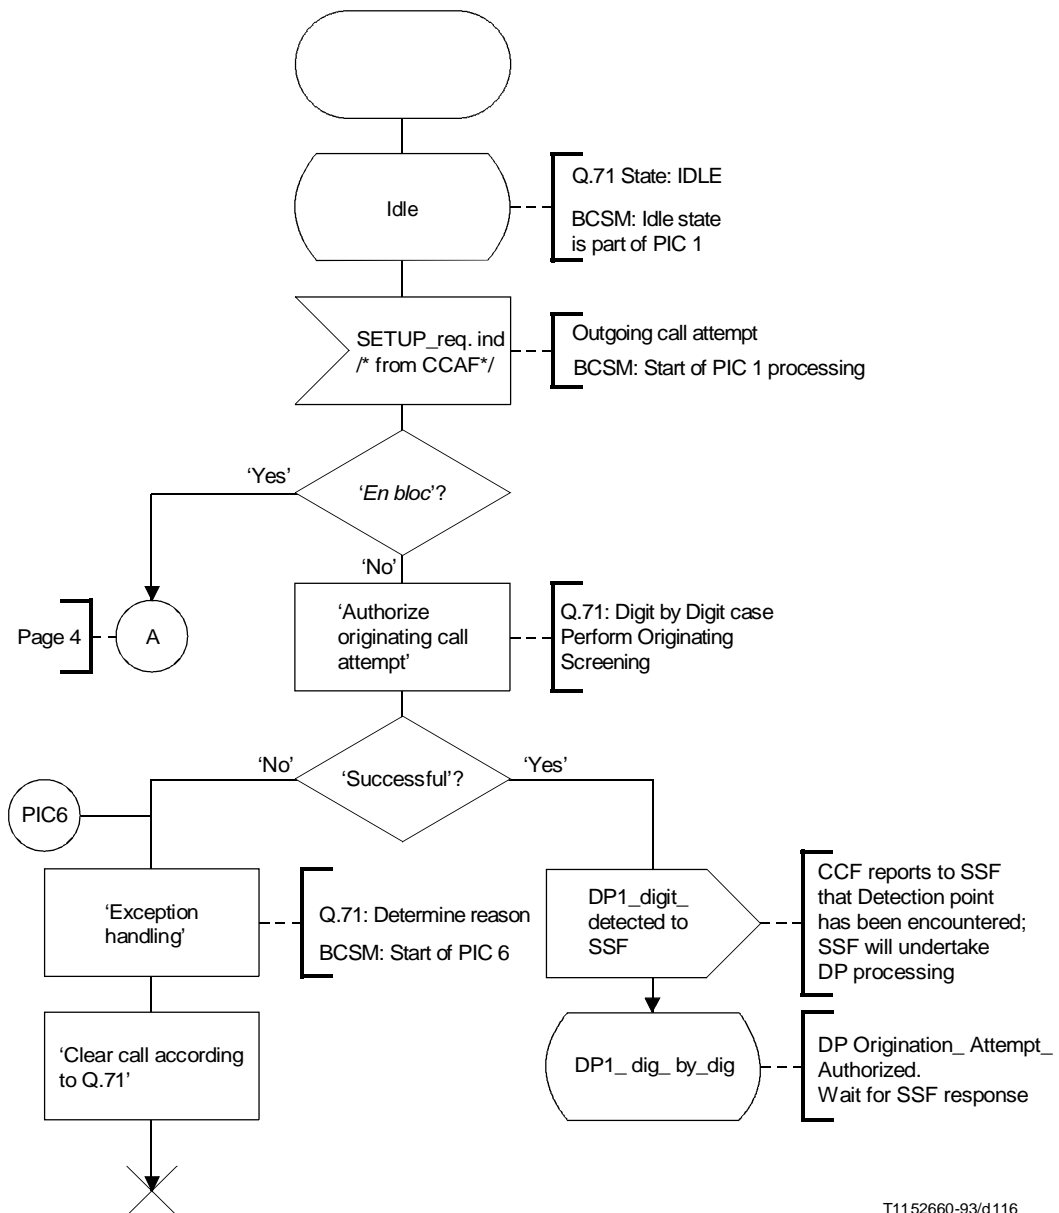 Idle
Q.71 State: IDLE
BCSM: Idle state
is part of PIC 1
SETUP_req. ind
/* from CCAF*/
Outgoing call attempt
BCSM: Start of PIC 1 processing
‘Yes’
‘En bloc’?
‘No’
Page 4
A
‘Authorize
originating call
attempt’
Q.71: Digit by Digit case
Perform Originating
Screening
‘No’
‘Successful’?
‘Yes’
PIC6
‘Exception
handling’
Q.71: Determine reason
BCSM: Start of PIC 6
DP1_digit_
detected to
SSF
CCF reports to SSF
that Detection point
has been encountered;
SSF will undertake
DP processing
‘Clear call according
to Q.71’
DP1_ dig_ by_dig
DP Origination_ Attempt_
Authorized.
Wait for SSF response
T1152660-93/d116